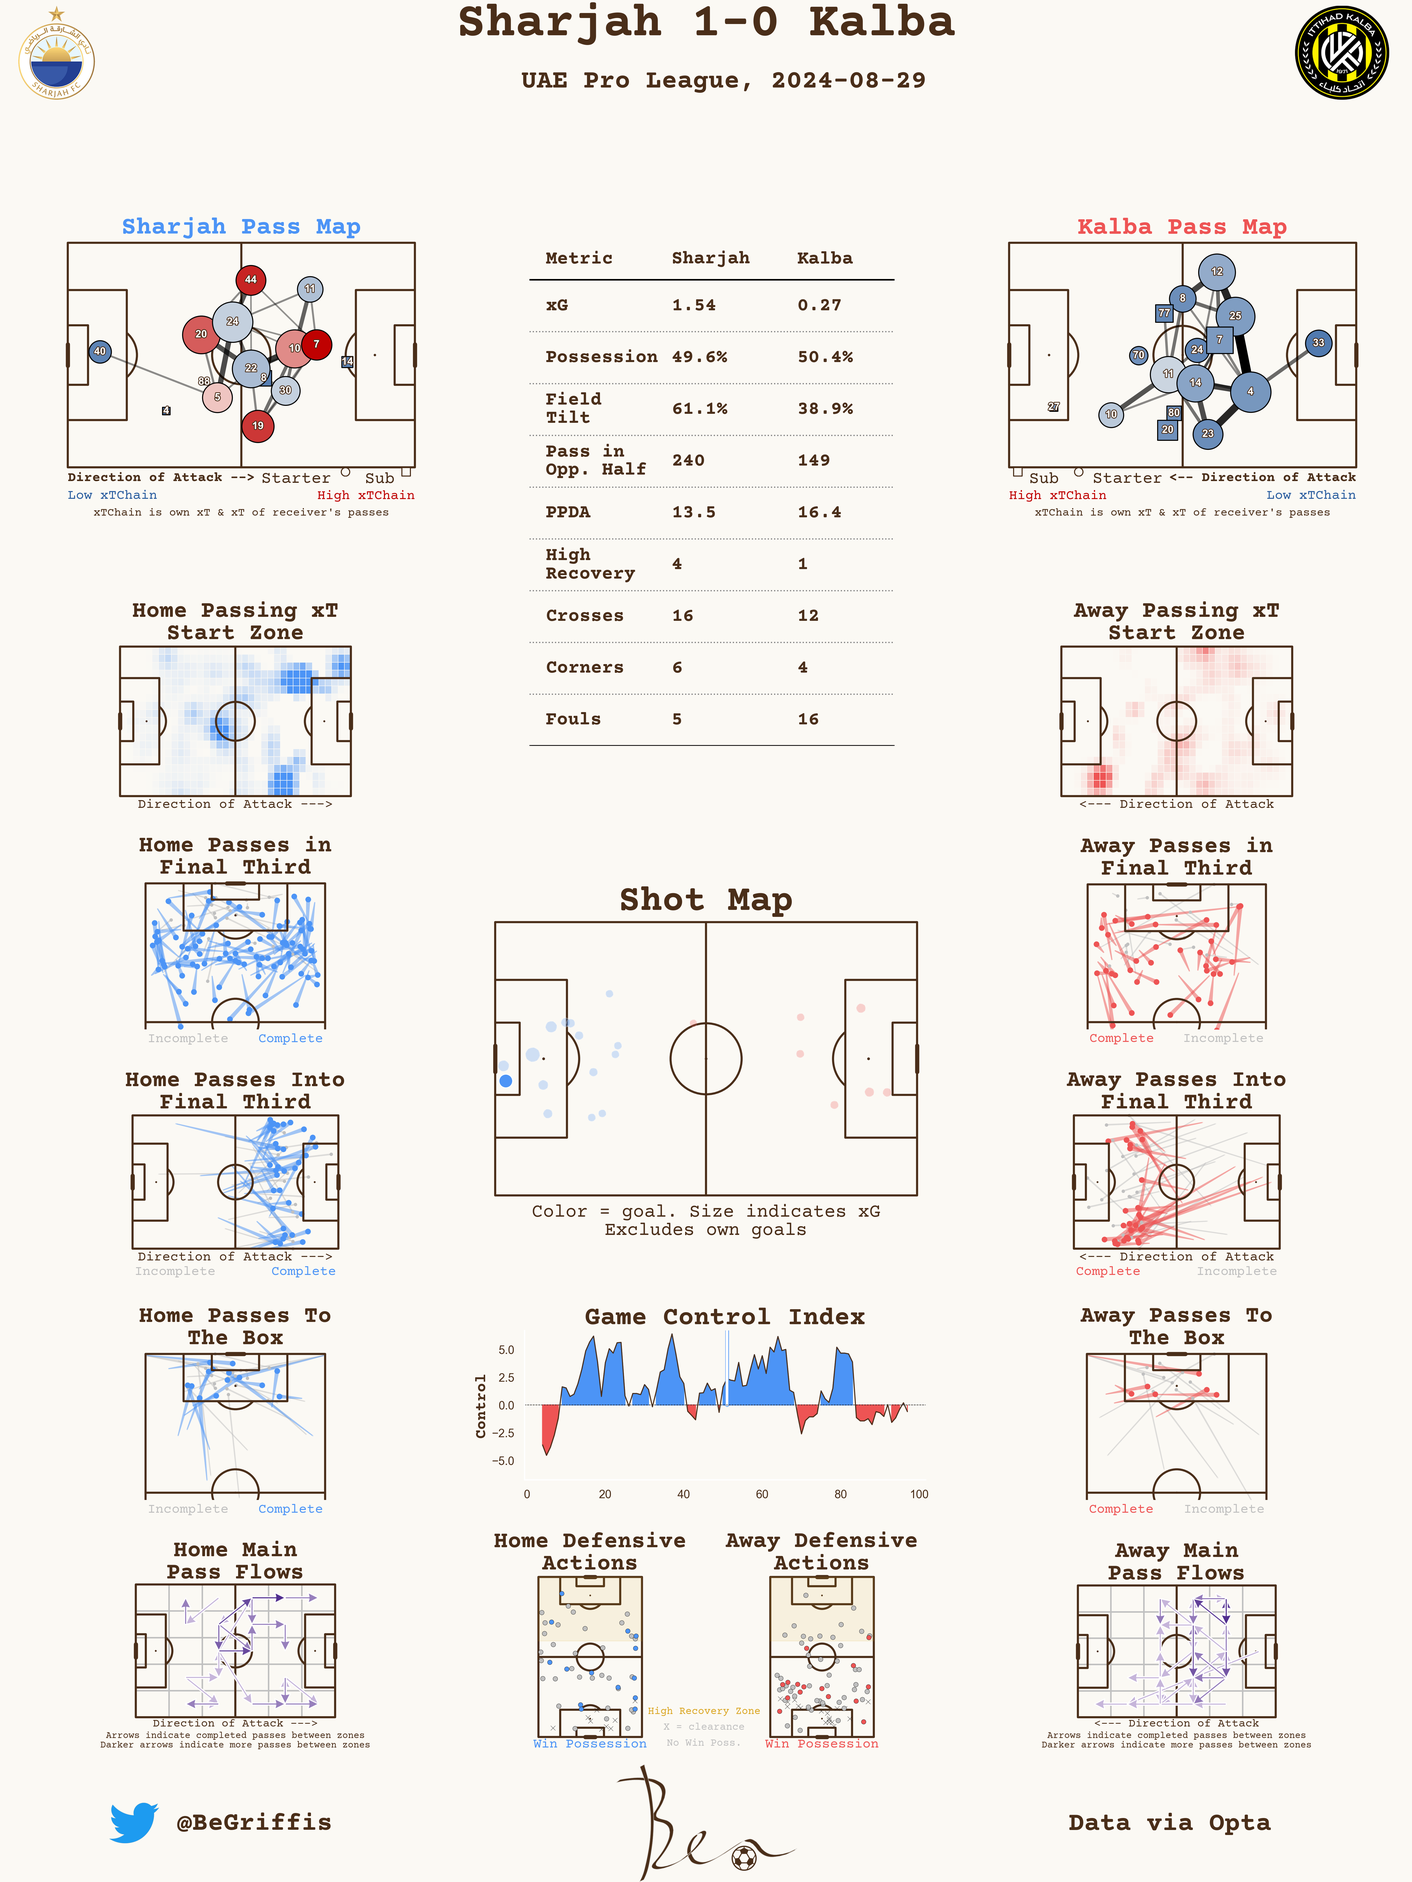 Sharjah 1-0 Kalba
UAE Pro League, 2024-08-29
SHARJAH FC
ITTIHAD KALBA
1971
اتحاد كلباء
Sharjah Pass Map
44
11
24
20
10
7
40
14
22
8
30
88
5
4
19
Direction of Attack --> Starter Sub
Low xTChain High xTChain
xTChain is own xT & xT of receiver's passes
Metric Sharjah Kalba
xG 1.54 0.27
Possession 49.6% 50.4%
Field
Tilt 61.1% 38.9%
Pass in
Opp. Half 240 149
PPDA 13.5 16.4
High
Recovery 4 1
Crosses 16 12
Corners 6 4
Fouls 5 16
Kalba Pass Map
12
8
77
25
7
33
24
70
11
14
4
27
10
80
20
23
Sub Starter <-- Direction of Attack
High xTChain Low xTChain
xTChain is own xT & xT of receiver's passes
Home Passing xT
Start Zone
Direction of Attack --->
Away Passing xT
Start Zone
<--- Direction of Attack
Home Passes in
Final Third
Incomplete Complete
Away Passes in
Final Third
Complete Incomplete
Shot Map
Color = goal. Size indicates xG
Excludes own goals
Home Passes Into
Final Third
Direction of Attack --->
Incomplete Complete
Away Passes Into
Final Third
<--- Direction of Attack
Complete Incomplete
Home Passes To
The Box
Incomplete Complete
Game Control Index
Control
5.0
2.5
0.0
−2.5
−5.0
0 20 40 60 80 100
Away Passes To
The Box
Complete Incomplete
Home Main
Pass Flows
Direction of Attack --->
Arrows indicate completed passes between zones
Darker arrows indicate more passes between zones
Home Defensive
Actions
Win Possession
Away Defensive
Actions
Win Possession
High Recovery Zone
X = clearance
No Win Poss.
Away Main
Pass Flows
<--- Direction of Attack
Arrows indicate completed passes between zones
Darker arrows indicate more passes between zones
@BeGriffis
Ben
Data via Opta